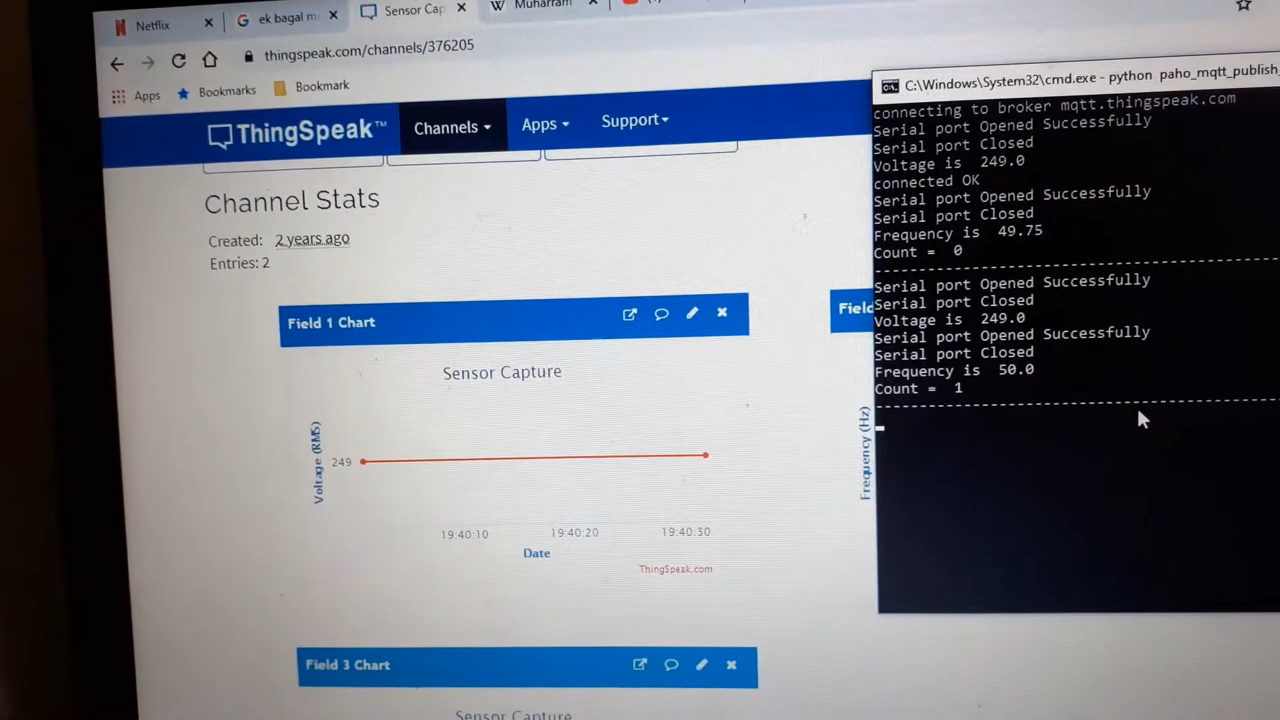 Netflix
ek bagal m
Sensor Cap
Muharram
thingspeak.com/channels/376205
Apps
Bookmarks
Bookmark
ThingSpeak™
Channels
Apps
Support
Channel Stats
Created: 2 years ago
Entries: 2
Field 1 Chart
Sensor Capture
Voltage (RMS)
249
19:40:10
19:40:20
19:40:30
Date
ThingSpeak.com
Field 3 Chart
Sensor Capture
Field
Frequency (Hz)
C:\Windows\System32\cmd.exe - python paho_mqtt_publish_
connecting to broker mqtt.thingspeak.com
Serial port Opened Successfully
Serial port Closed
Voltage is 249.0
connected OK
Serial port Opened Successfully
Serial port Closed
Frequency is 49.75
Count = 0
--------------------------------------------
Serial port Opened Successfully
Serial port Closed
Voltage is 249.0
Serial port Opened Successfully
Serial port Closed
Frequency is 50.0
Count = 1
--------------------------------------------